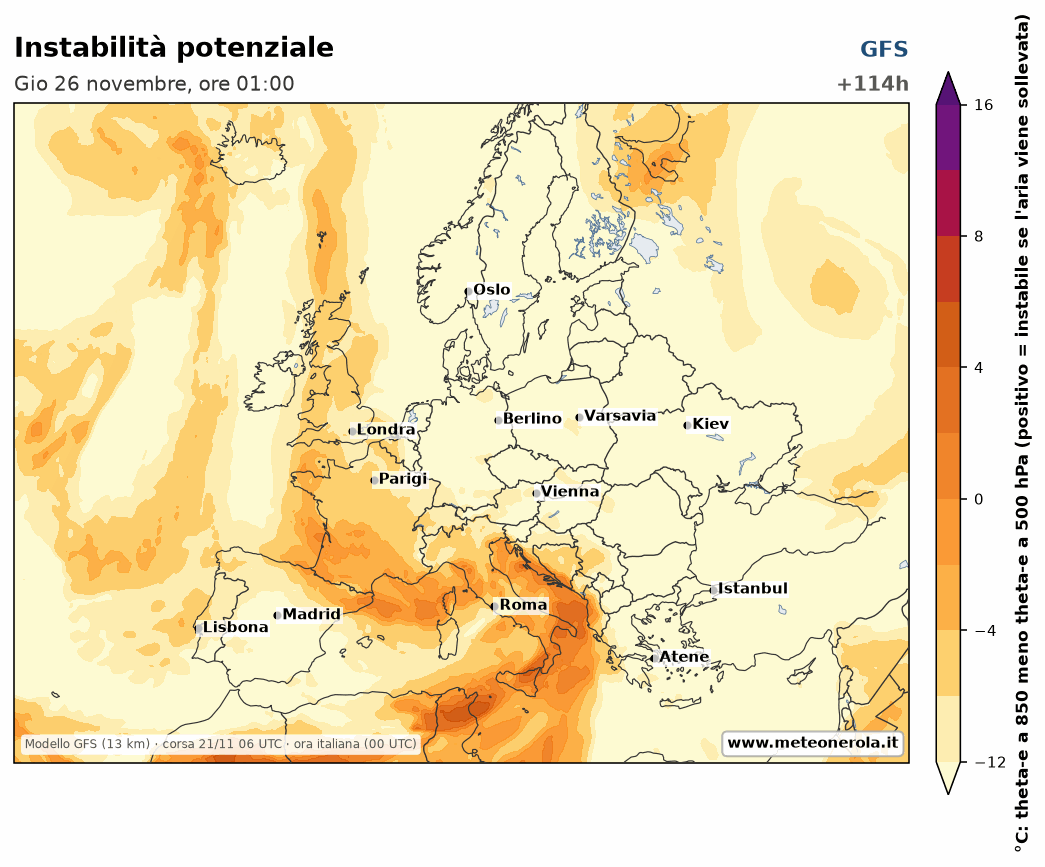 Instabilità potenziale
GFS
Gio 26 novembre, ore 01:00
+114h
Oslo
Berlino
Varsavia
Kiev
Londra
Parigi
Vienna
Istanbul
Roma
Madrid
Lisbona
Atene
Modello GFS (13 km) · corsa 21/11 06 UTC · ora italiana (00 UTC)
www.meteonerola.it
16
8
4
0
−4
−12
°C: theta-e a 850 meno theta-e a 500 hPa (positivo = instabile se l'aria viene sollevata)